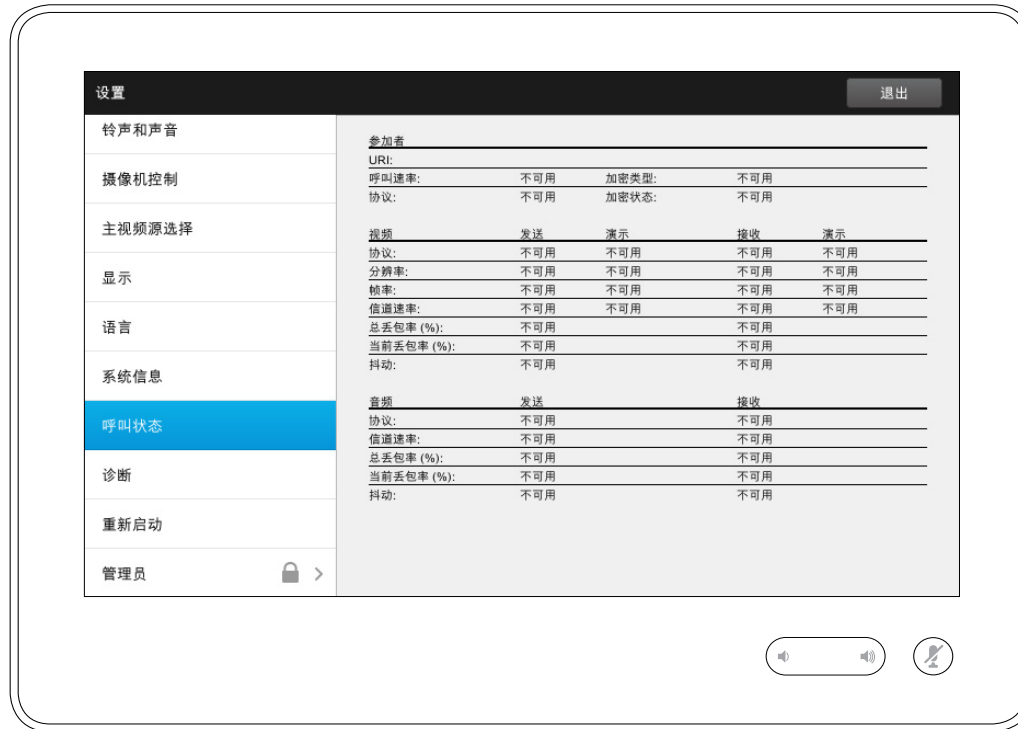 设置
退出
铃声和声音
摄像机控制
主视频源选择
显示
语言
系统信息
呼叫状态
诊断
重新启动
管理员
参加者
URI:
呼叫速率: 不可用 加密类型: 不可用
协议: 不可用 加密状态: 不可用
视频 发送 演示 接收 演示
协议: 不可用 不可用 不可用 不可用
分辨率: 不可用 不可用 不可用 不可用
帧率: 不可用 不可用 不可用 不可用
信道速率: 不可用 不可用 不可用 不可用
总丢包率 (%): 不可用 不可用
当前丢包率 (%): 不可用 不可用
抖动: 不可用 不可用
音频 发送 接收
协议: 不可用 不可用
信道速率: 不可用 不可用
总丢包率 (%): 不可用 不可用
当前丢包率 (%): 不可用 不可用
抖动: 不可用 不可用